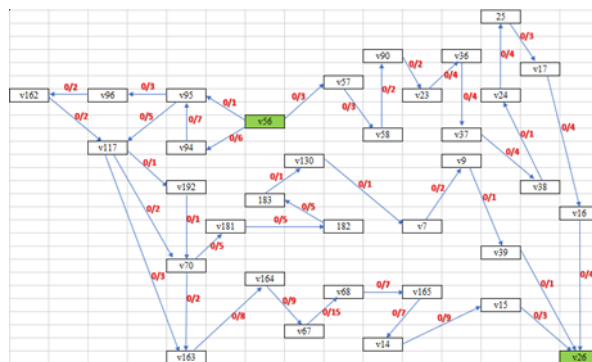 25
0/3
v90
0/2
v36
0/4
v17
v57
0/4
v162
0/2
v96
0/3
v95
0/2
v23
0/4
v24
0/3
0/4
0/2
0/5
0/7
0/1
v56
0/3
v58
v37
0/1
0/6
v117
v94
0/4
0/1
v130
v9
v192
0/1
v38
0/2
183
0/1
0/2
0/1
v16
0/1
v181
0/5
0/5
182
v7
0/5
v39
0/4
v70
0/3
v164
v68
0/7
v165
0/1
0/2
0/9
v15
0/8
0/15
0/7
0/3
v67
0/9
v14
v163
v26